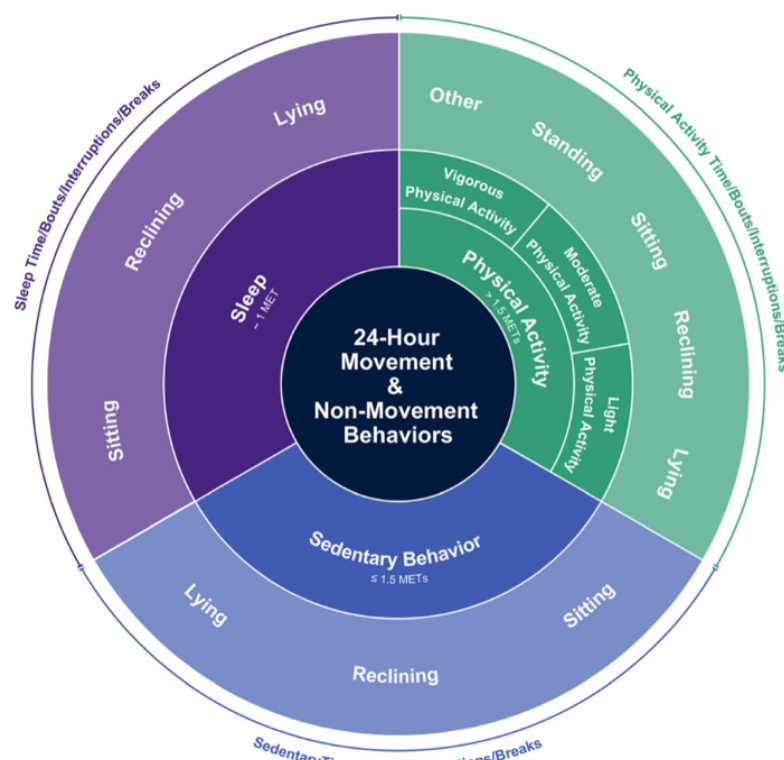 24-Hour
Movement
&
Non-Movement
Behaviors
Sleep
~ 1 MET
Lying
Reclining
Sitting
Sleep Time/Bouts/Interruptions/Breaks
Physical Activity
> 1.5 METs
Vigorous
Physical Activity
Moderate
Physical Activity
Light
Physical Activity
Other
Standing
Sitting
Reclining
Lying
Physical Activity Time/Bouts/Interruptions/Breaks
Sedentary Behavior
≤ 1.5 METs
Lying
Reclining
Sitting